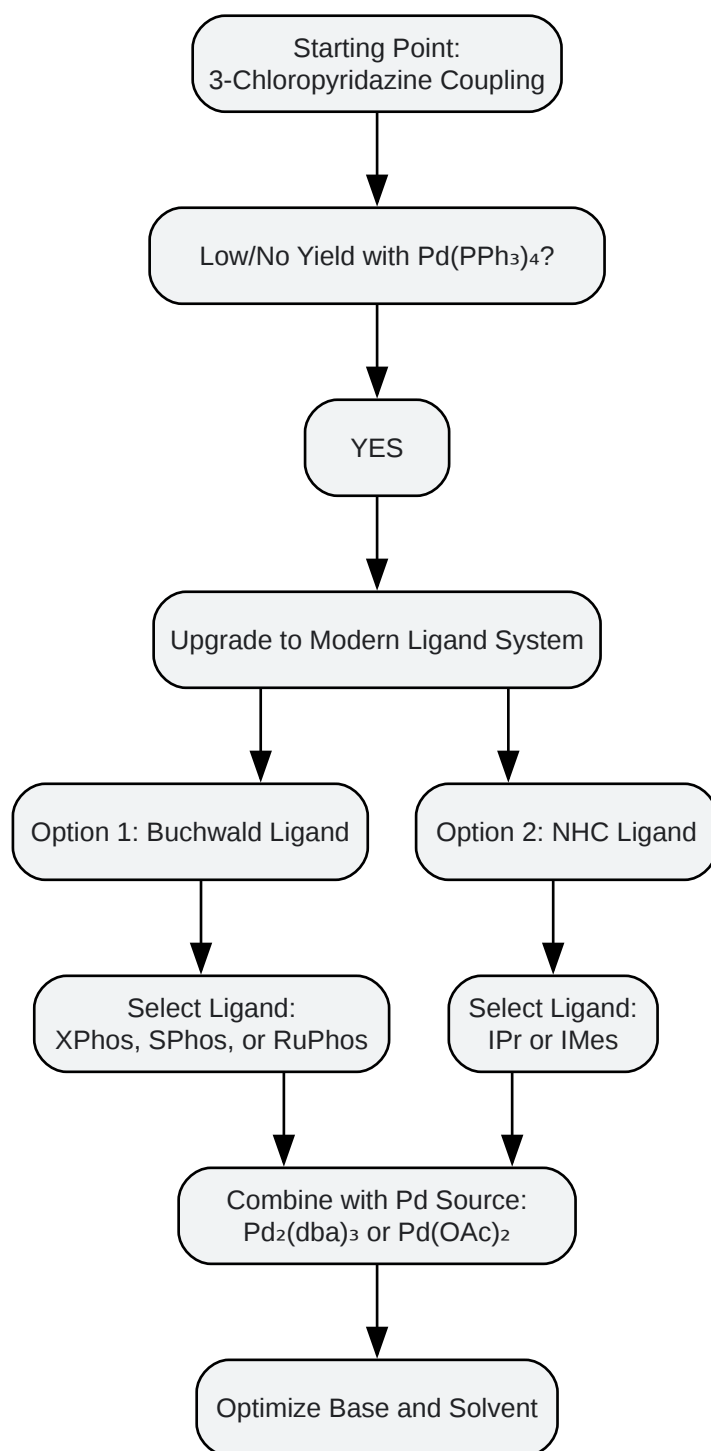 Starting Point:
3-Chloropyridazine Coupling
Low/No Yield with Pd(PPh₃)₄?
YES
Upgrade to Modern Ligand System
Option 1: Buchwald Ligand
Option 2: NHC Ligand
Select Ligand:
XPhos, SPhos, or RuPhos
Select Ligand:
IPr or IMes
Combine with Pd Source:
Pd₂(dba)₃ or Pd(OAc)₂
Optimize Base and Solvent